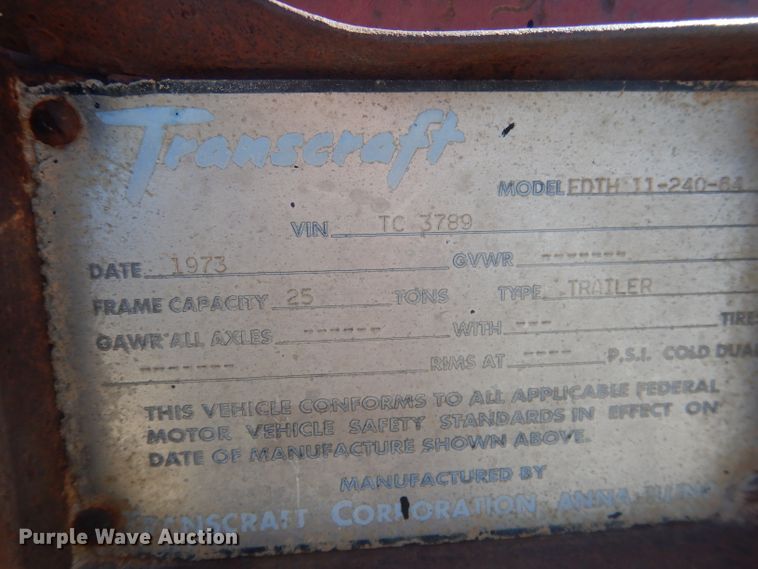 Transcraft
MODEL EDTH II-240-64
VIN TC 3789
DATE 1973 GVWR -------
FRAME CAPACITY 25 TONS TYPE TRAILER
GAWR ALL AXLES ------ WITH --- TIRES
------- RIMS AT ---- P.S.I. COLD DUAL
THIS VEHICLE CONFORMS TO ALL APPLICABLE FEDERAL
MOTOR VEHICLE SAFETY STANDARDS IN EFFECT ON
DATE OF MANUFACTURE SHOWN ABOVE.
MANUFACTURED BY
TRANSCRAFT CORPORATION ANNA
Purple Wave Auction